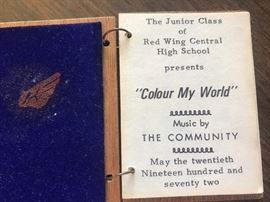 The Junior Class
of
Red Wing Central
High School
presents
"Colour My World"
Music by
THE COMMUNITY
May the twentieth
Nineteen hundred and
seventy two